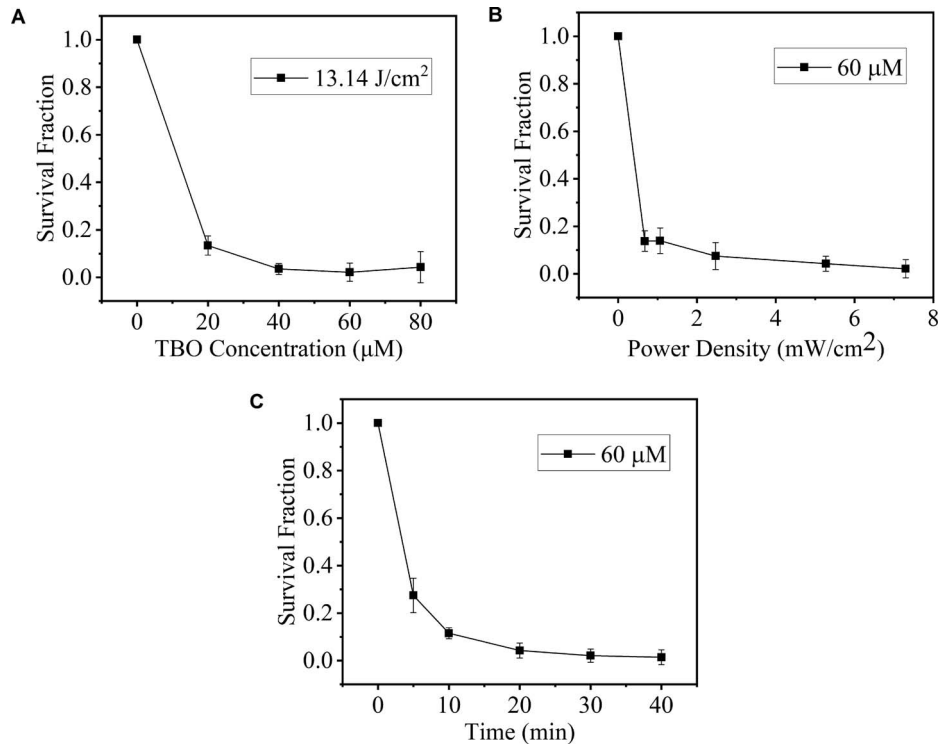 A
1.0
0.8
0.6
0.4
0.2
0.0
Survival Fraction
13.14 J/cm²
0 20 40 60 80
TBO Concentration (μM)
B
1.0
0.8
0.6
0.4
0.2
0.0
Survival Fraction
60 μM
0 2 4 6 8
Power Density (mW/cm²)
C
1.0
0.8
0.6
0.4
0.2
0.0
Survival Fraction
60 μM
0 10 20 30 40
Time (min)